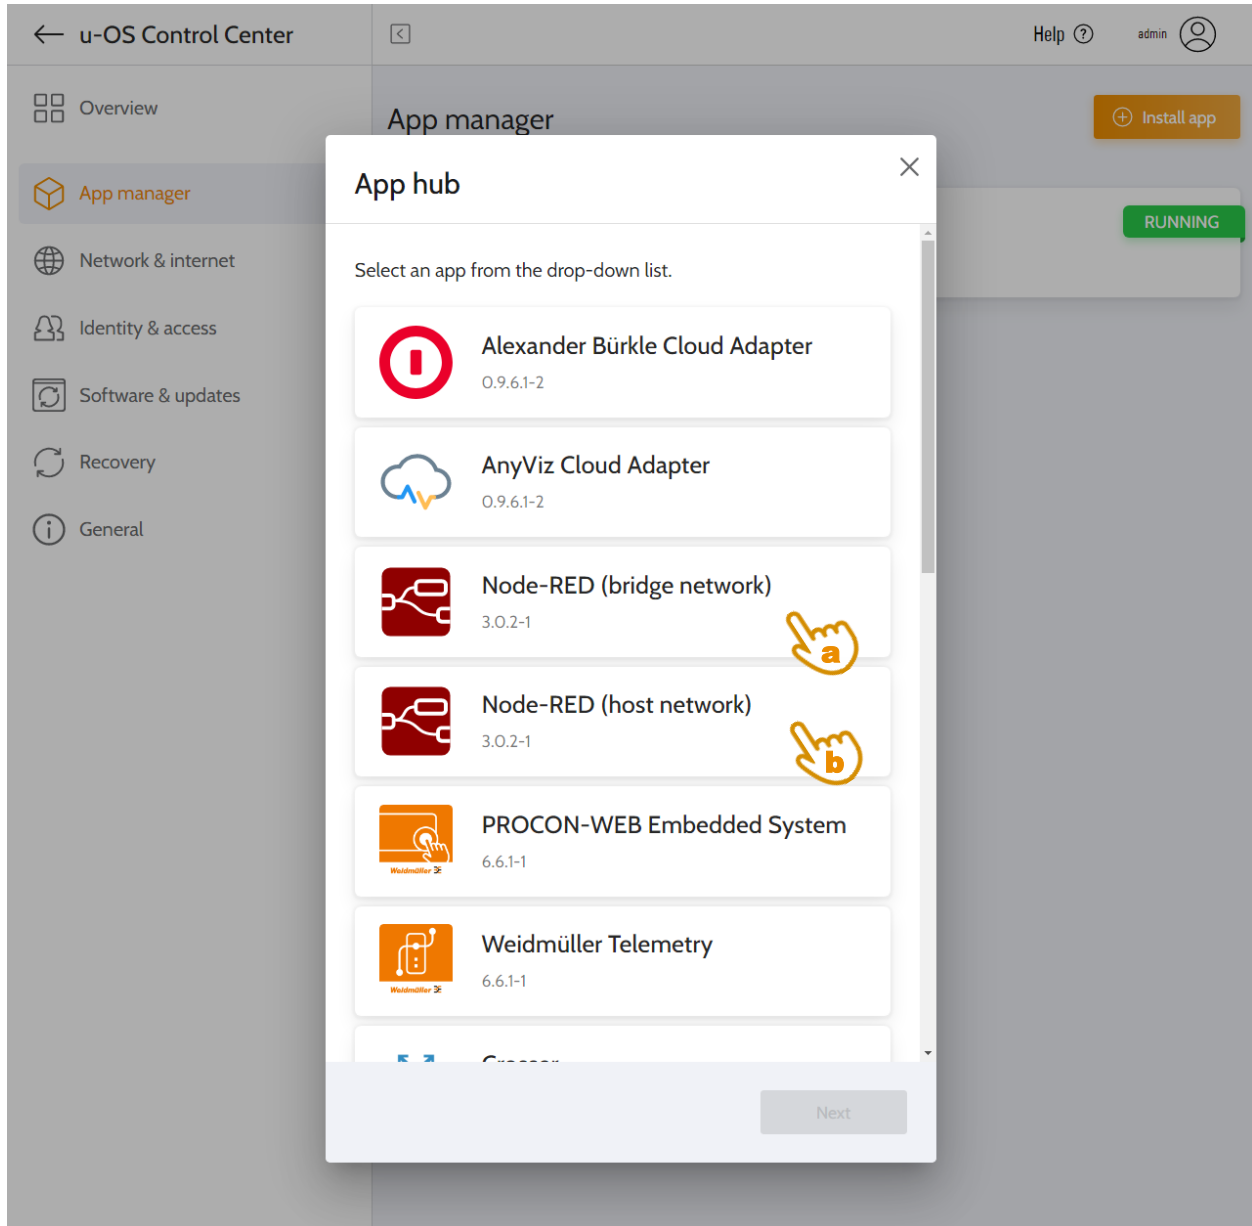 u-OS Control Center
Help ?
admin
Overview
App manager
Network & internet
Identity & access
Software & updates
Recovery
General
App manager
Install app
RUNNING
App hub
Select an app from the drop-down list.
Alexander Bürkle Cloud Adapter
0.9.6.1-2
AnyViz Cloud Adapter
0.9.6.1-2
Node-RED (bridge network)
3.0.2-1
a
Node-RED (host network)
3.0.2-1
b
Weidmüller
PROCON-WEB Embedded System
6.6.1-1
Weidmüller
Weidmüller Telemetry
6.6.1-1
Next